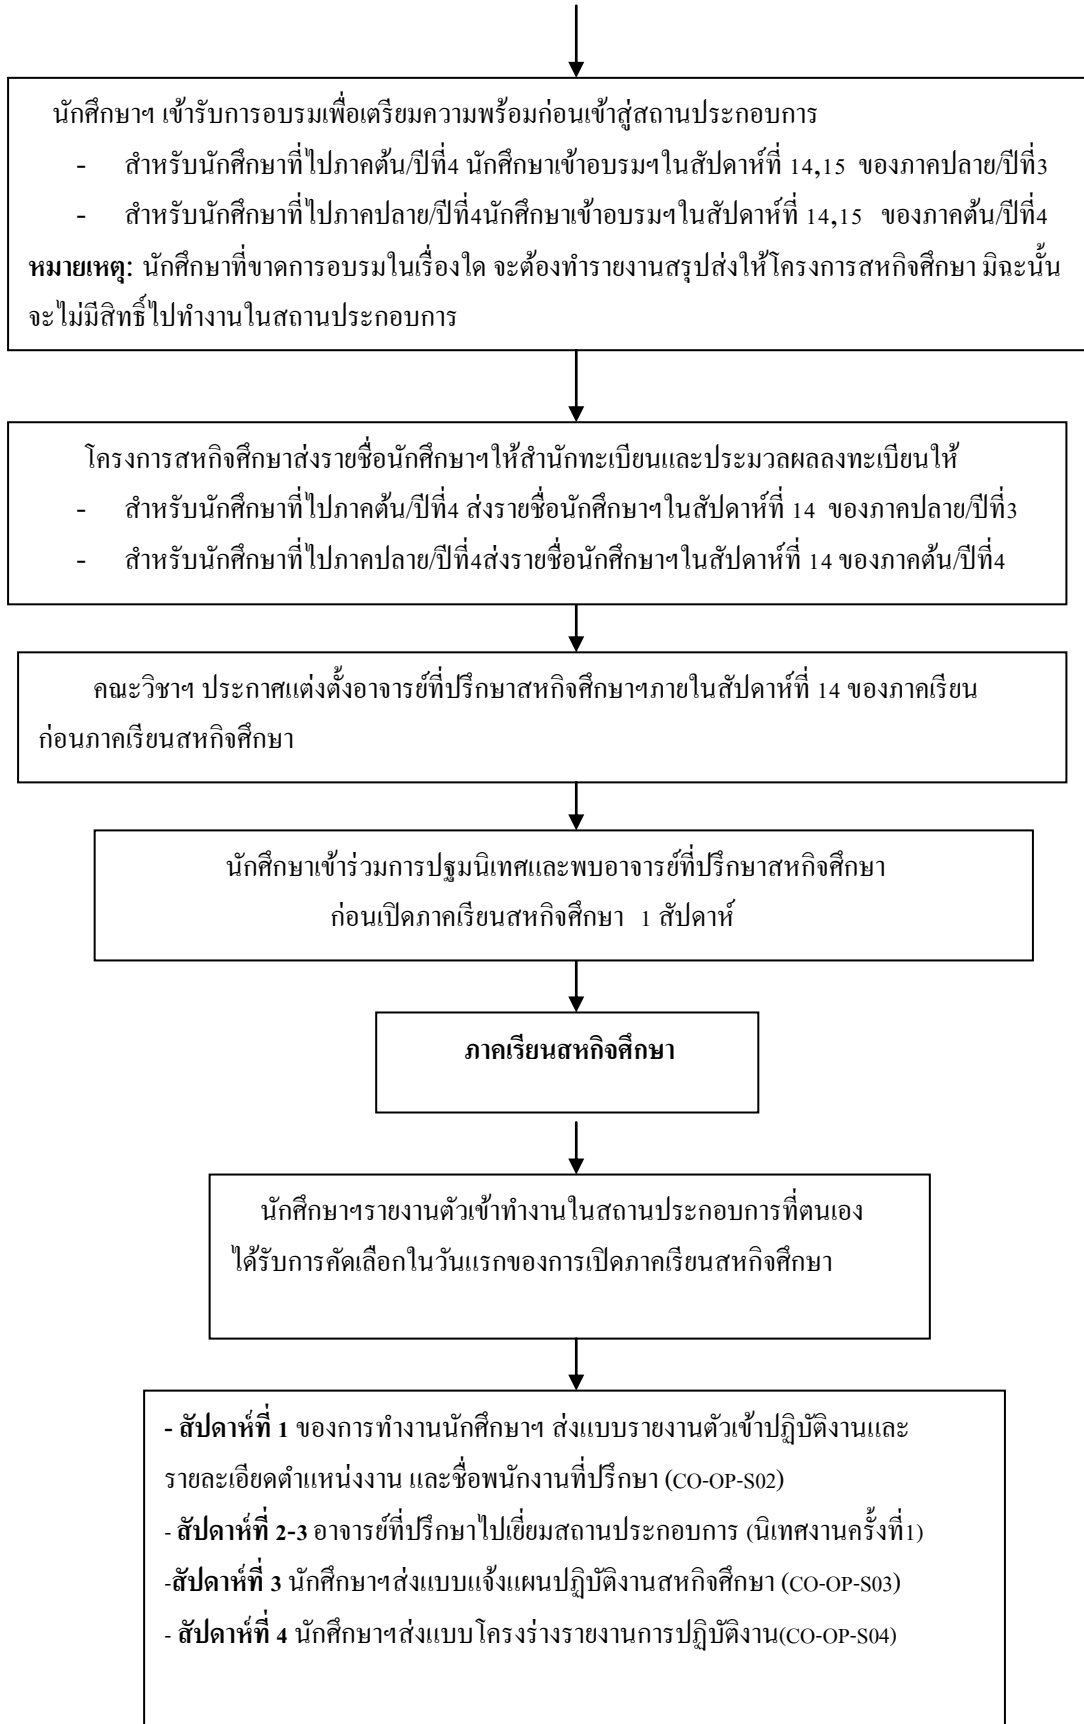 นักศึกษาฯ เข้ารับการอบรมเพื่อเตรียมความพร้อมก่อนเข้าสู่สถานประกอบการ
- สำหรับนักศึกษาที่ไปภาคต้น/ปีที่4 นักศึกษาเข้าอบรมฯในสัปดาห์ที่ 14,15 ของภาคปลาย/ปีที่3
- สำหรับนักศึกษาที่ไปภาคปลาย/ปีที่4นักศึกษาเข้าอบรมฯในสัปดาห์ที่ 14,15 ของภาคต้น/ปีที่4
หมายเหตุ: นักศึกษาที่ขาดการอบรมในเรื่องใด จะต้องทำรายงานสรุปส่งให้โครงการสหกิจศึกษา มิฉะนั้น
จะไม่มีสิทธิ์ไปทำงานในสถานประกอบการ
โครงการสหกิจศึกษาส่งรายชื่อนักศึกษาฯให้สำนักทะเบียนและประมวลผลลงทะเบียนให้
- สำหรับนักศึกษาที่ไปภาคต้น/ปีที่4 ส่งรายชื่อนักศึกษาฯในสัปดาห์ที่ 14 ของภาคปลาย/ปีที่3
- สำหรับนักศึกษาที่ไปภาคปลาย/ปีที่4ส่งรายชื่อนักศึกษาฯในสัปดาห์ที่ 14 ของภาคต้น/ปีที่4
คณะวิชาฯ ประกาศแต่งตั้งอาจารย์ที่ปรึกษาสหกิจศึกษาฯภายในสัปดาห์ที่ 14 ของภาคเรียน
ก่อนภาคเรียนสหกิจศึกษา
นักศึกษาเข้าร่วมการปฐมนิเทศและพบอาจารย์ที่ปรึกษาสหกิจศึกษา
ก่อนเปิดภาคเรียนสหกิจศึกษา 1 สัปดาห์
ภาคเรียนสหกิจศึกษา
นักศึกษาฯรายงานตัวเข้าทำงานในสถานประกอบการที่ตนเอง
ได้รับการคัดเลือกในวันแรกของการเปิดภาคเรียนสหกิจศึกษา
- สัปดาห์ที่ 1 ของการทำงานนักศึกษาฯ ส่งแบบรายงานตัวเข้าปฏิบัติงานและ
รายละเอียดตำแหน่งงาน และชื่อพนักงานที่ปรึกษา (CO-OP-S02)
- สัปดาห์ที่ 2-3 อาจารย์ที่ปรึกษาไปเยี่ยมสถานประกอบการ (นิเทศงานครั้งที่1)
-สัปดาห์ที่ 3 นักศึกษาฯส่งแบบแจ้งแผนปฏิบัติงานสหกิจศึกษา (CO-OP-S03)
- สัปดาห์ที่ 4 นักศึกษาฯส่งแบบโครงร่างรายงานการปฏิบัติงาน(CO-OP-S04)